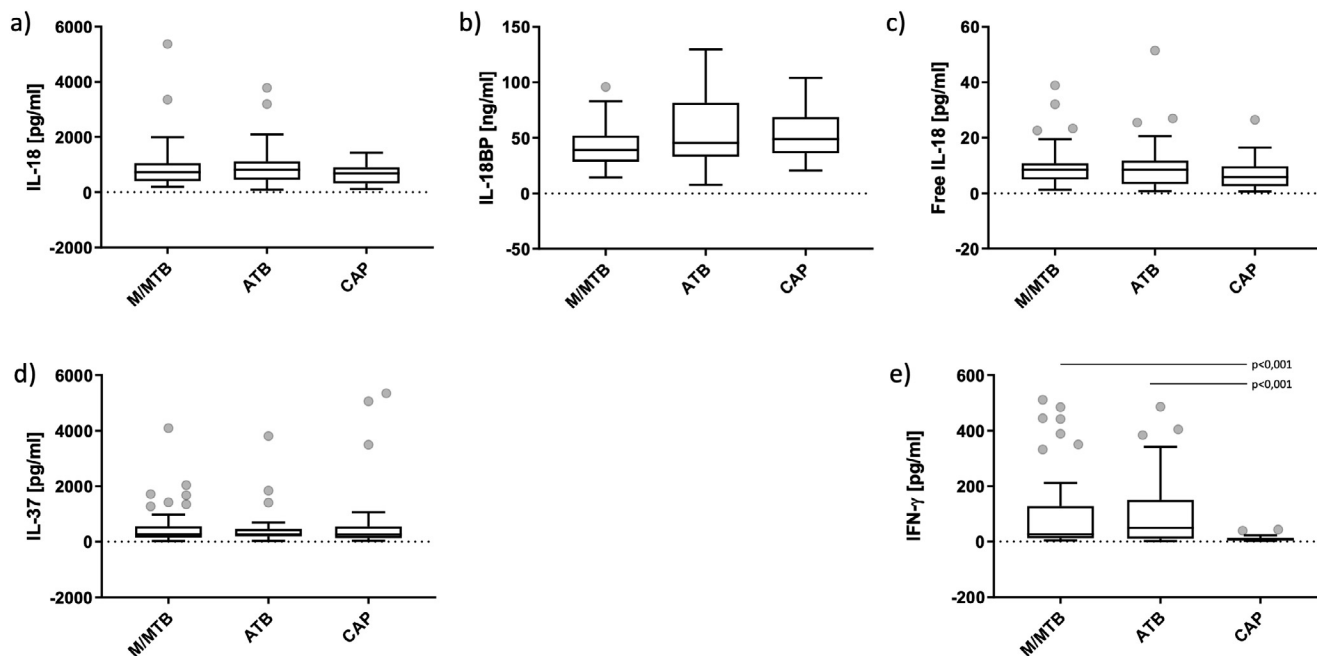 a)
IL-18 [pg/ml]
6000
4000
2000
0
-2000
M/MTB
ATB
CAP
b)
IL-18BP [ng/ml]
150
100
50
0
-50
M/MTB
ATB
CAP
c)
Free IL-18 [pg/ml]
60
40
20
0
-20
M/MTB
ATB
CAP
d)
IL-37 [pg/ml]
6000
4000
2000
0
-2000
M/MTB
ATB
CAP
e)
IFN-γ [pg/ml]
p<0,001
p<0,001
600
400
200
0
-200
M/MTB
ATB
CAP